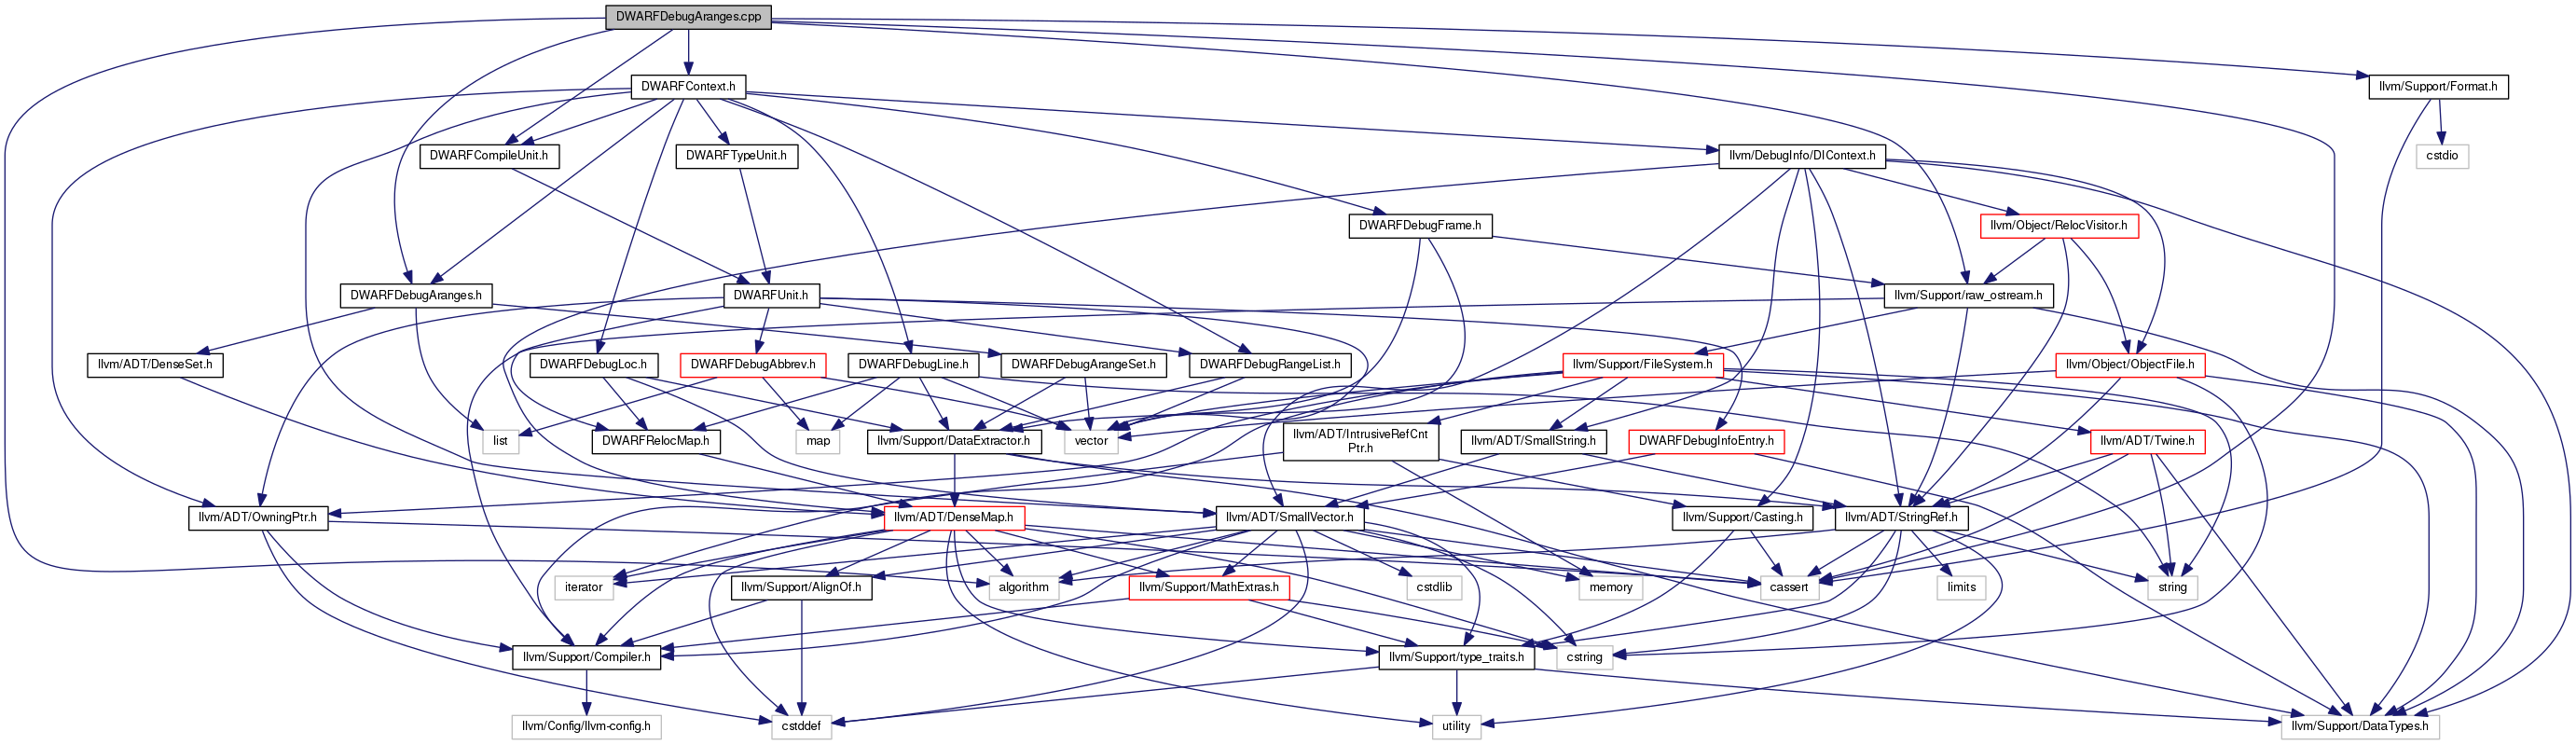 DWARFDebugAranges.cpp
DWARFContext.h
llvm/Support/Format.h
DWARFCompileUnit.h
DWARFTypeUnit.h
llvm/DebugInfo/DIContext.h
cstdio
DWARFDebugFrame.h
llvm/Object/RelocVisitor.h
DWARFDebugAranges.h
DWARFUnit.h
llvm/Support/raw_ostream.h
llvm/ADT/DenseSet.h
DWARFDebugLoc.h
DWARFDebugAbbrev.h
DWARFDebugLine.h
DWARFDebugArangeSet.h
DWARFDebugRangeList.h
llvm/Support/FileSystem.h
llvm/Object/ObjectFile.h
list
DWARFRelocMap.h
map
llvm/Support/DataExtractor.h
vector
llvm/ADT/IntrusiveRefCnt
Ptr.h
llvm/ADT/SmallString.h
DWARFDebugInfoEntry.h
llvm/ADT/Twine.h
llvm/ADT/OwningPtr.h
llvm/ADT/DenseMap.h
llvm/ADT/SmallVector.h
llvm/Support/Casting.h
llvm/ADT/StringRef.h
iterator
llvm/Support/AlignOf.h
algorithm
llvm/Support/MathExtras.h
cstdlib
memory
cassert
limits
string
llvm/Support/Compiler.h
llvm/Support/type_traits.h
cstring
llvm/Config/llvm-config.h
cstddef
utility
llvm/Support/DataTypes.h